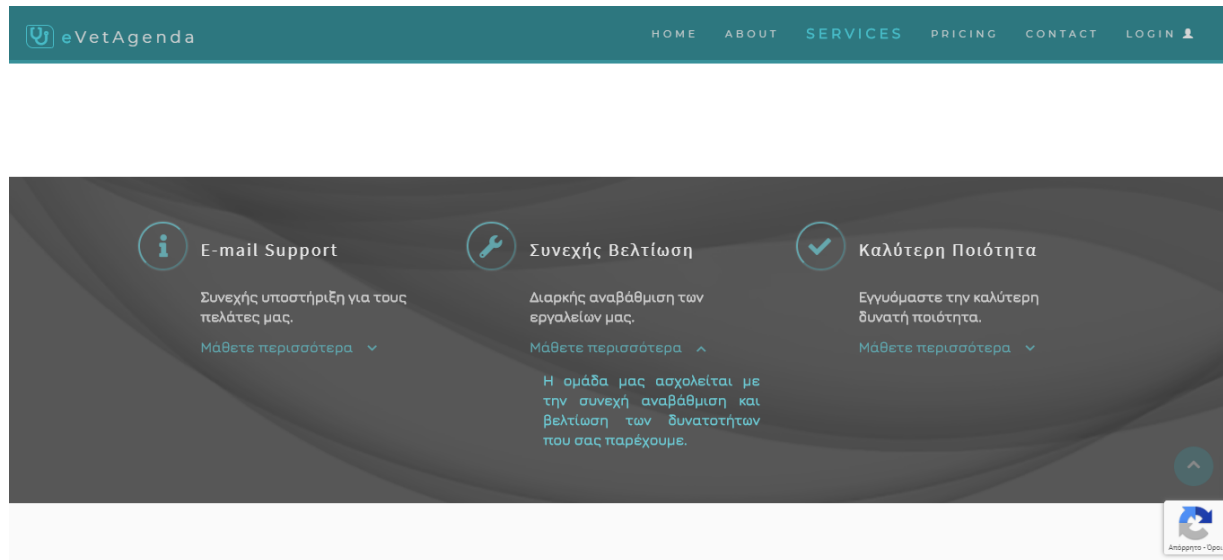 eVetAgenda
HOME ABOUT SERVICES PRICING CONTACT LOGIN
E-mail Support
Συνεχής υποστήριξη για τους
πελάτες μας.
Μάθετε περισσότερα
Συνεχής Βελτίωση
Διαρκής αναβάθμιση των
εργαλείων μας.
Μάθετε περισσότερα
Η ομάδα μας ασχολείται με
την συνεχή αναβάθμιση και
βελτίωση των δυνατοτήτων
που σας παρέχουμε.
Καλύτερη Ποιότητα
Εγγυόμαστε την καλύτερη
δυνατή ποιότητα.
Μάθετε περισσότερα
Απόρρητο -